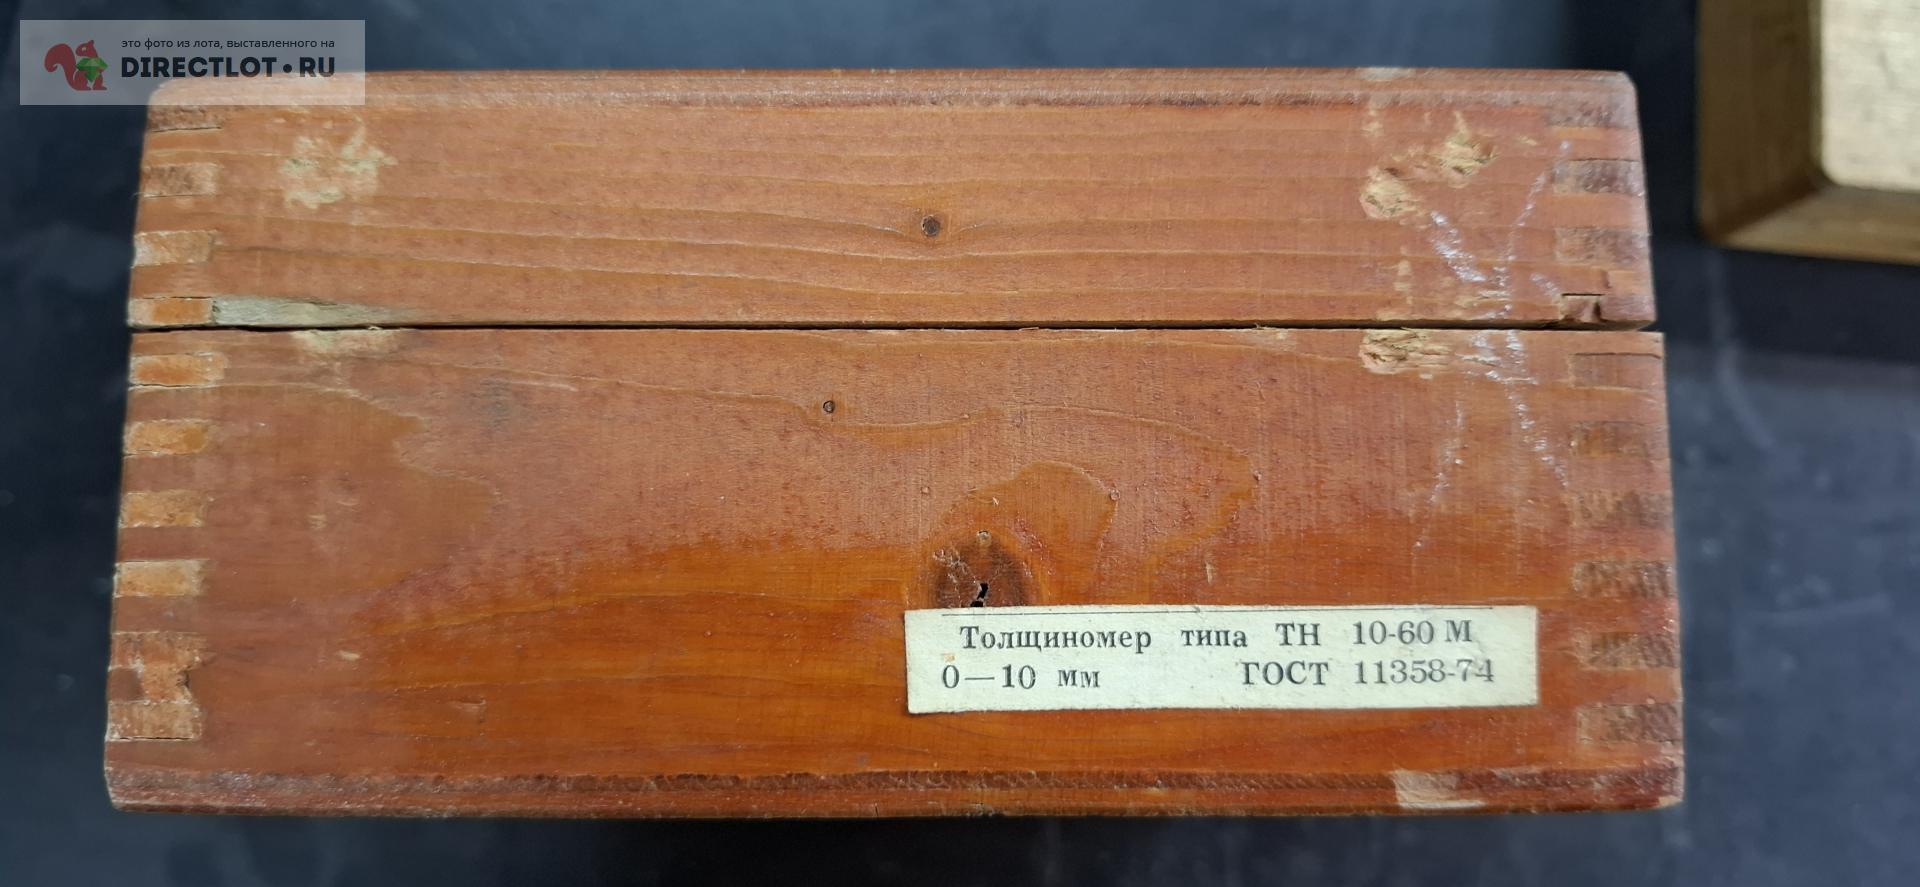 это фото из лота, выставленного на
DIRECTLOT•RU
Толщиномер типа ТН 10-60 М
0—10 мм ГОСТ 11358-74